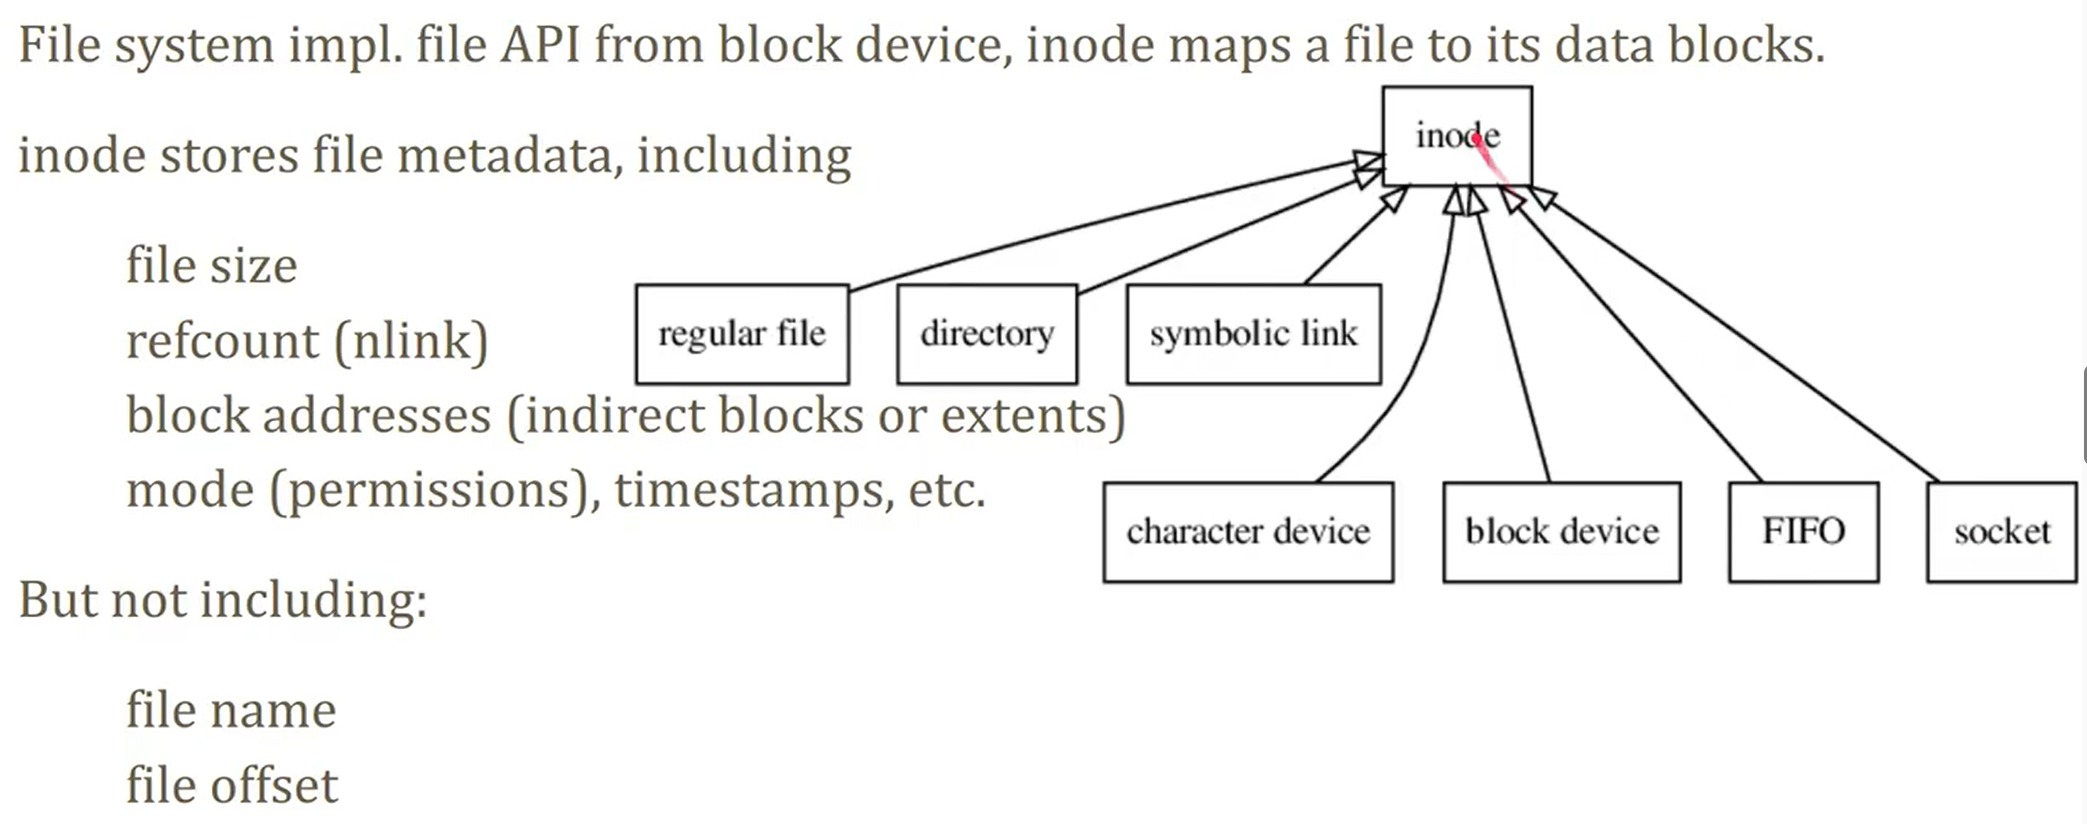 File system impl. file API from block device, inode maps a file to its data blocks.
inode
inode stores file metadata, including
file size
refcount (nlink)
regular file
directory
symbolic link
block addresses (indirect blocks or extents)
mode (permissions), timestamps, etc.
character device
block device
FIFO
socket
But not including:
file name
file offset